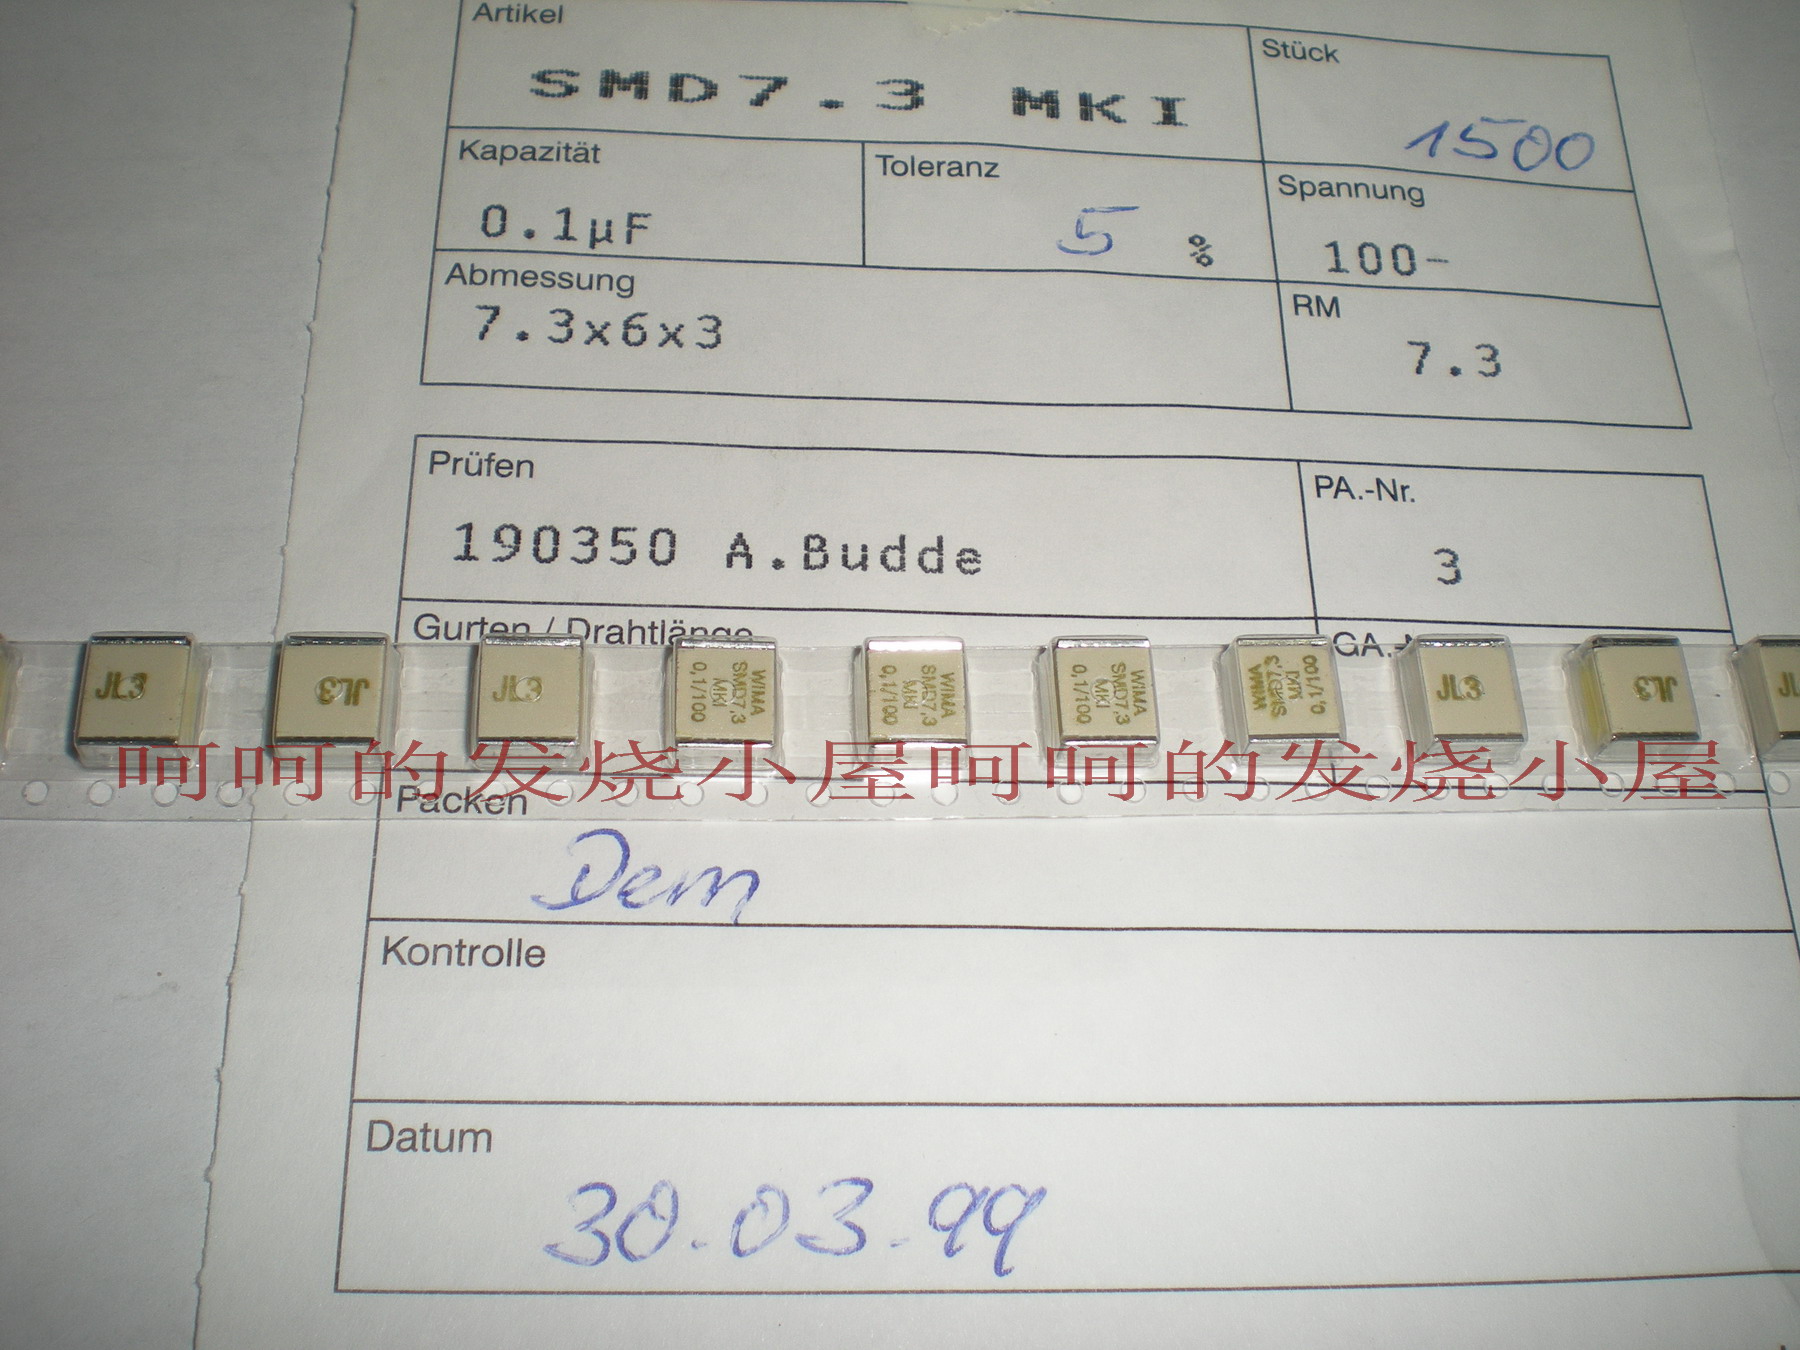 Artikel
SMD7.3 MKI
Stück
1500
Kapazität
0.1µF
Toleranz
5 %
Spannung
100-
Abmessung
7.3x6x3
RM
7.3
Prüfen
190350 A.Budde
PA.-Nr.
3
Gurten / Drahtlänge
GA.-
JL3
JL3
JL3
WIMA
SMD7,3
MKI
0,1/100
WIMA
SMD7,3
MKI
0,1/100
WIMA
SMD7,3
MKI
0,1/100
WIMA
SMD7,3
MKI
0,1/100
JL3
JL3
JL
呵呵的发烧小屋呵呵的发烧小屋
Packen
Dem
Kontrolle
Datum
30.03.99